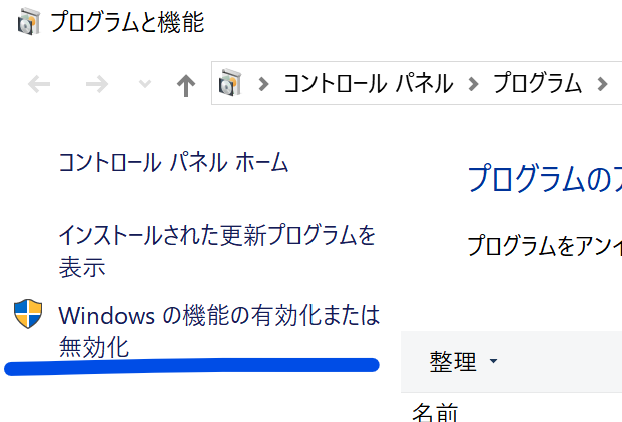 プログラムと機能
コントロール パネル
プログラム
コントロール パネル ホーム
インストールされた更新プログラムを
表示
Windows の機能の有効化または
無効化
プログラムの
プログラムをアンイ
整理
名前